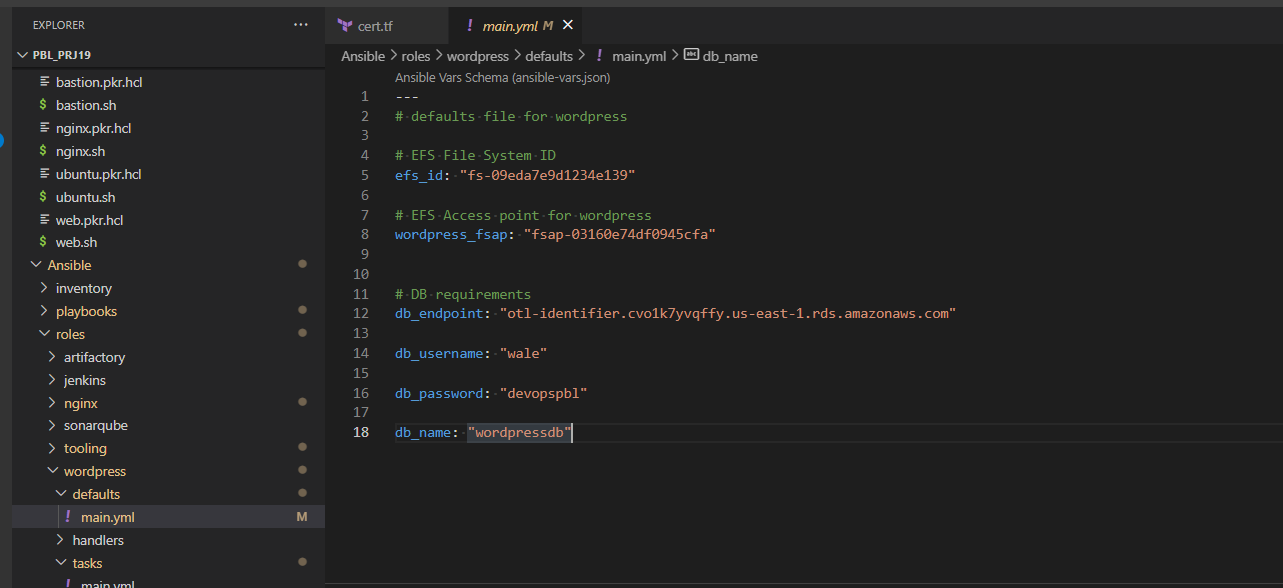 EXPLORER
···
PBL_PRJ19
bastion.pkr.hcl
$ bastion.sh
nginx.pkr.hcl
$ nginx.sh
ubuntu.pkr.hcl
$ ubuntu.sh
web.pkr.hcl
$ web.sh
Ansible
inventory
playbooks
roles
artifactory
jenkins
nginx
sonarqube
tooling
wordpress
defaults
! main.yml M
handlers
tasks
! main.yml
cert.tf
! main.yml M
Ansible > roles > wordpress > defaults > ! main.yml > abc db_name
Ansible Vars Schema (ansible-vars.json)
1 ---
2 # defaults file for wordpress
3
4 # EFS File System ID
5 efs_id: "fs-09eda7e9d1234e139"
6
7 # EFS Access point for wordpress
8 wordpress_fsap: "fsap-03160e74df0945cfa"
9
10
11 # DB requirements
12 db_endpoint: "otl-identifier.cvo1k7yvqffy.us-east-1.rds.amazonaws.com"
13
14 db_username: "wale"
15
16 db_password: "devopspbl"
17
18 db_name: "wordpressdb"